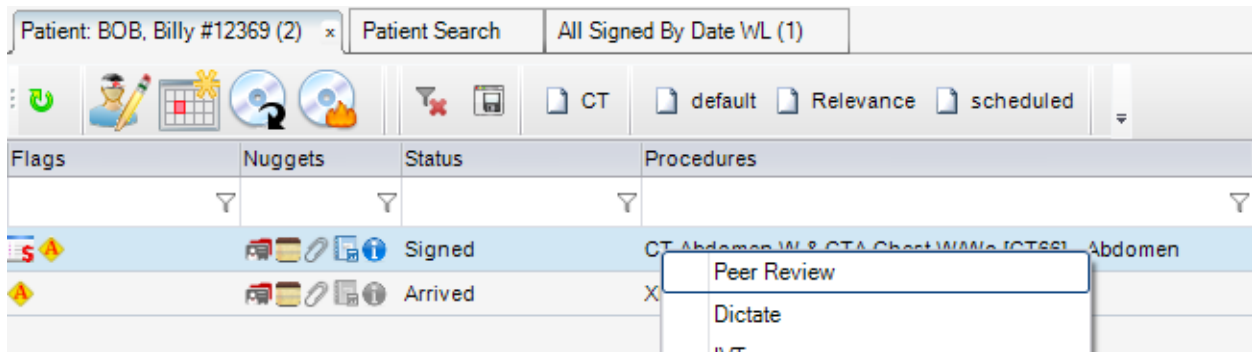 Patient: BOB, Billy #12369 (2) x Patient Search All Signed By Date WL (1)
CT default Relevance scheduled
Flags Nuggets Status Procedures
Signed CT Abdomen W & CTA Chest W/Wo [CT66] Abdomen
Peer Review
Arrived X
Dictate